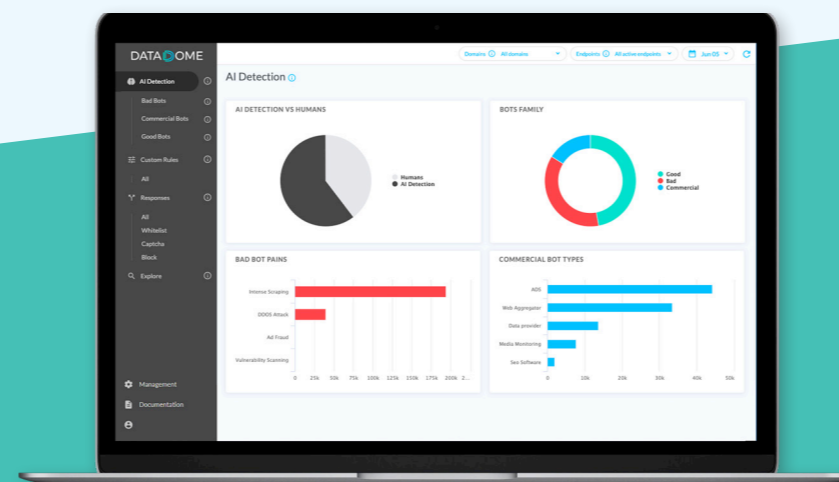 DATADOME
Domains All domains
Endpoints All active endpoints
Jun 05
AI Detection
Bad Bots
Commercial Bots
Good Bots
Custom Rules
All
Responses
All
Whitelist
Captcha
Block
Explore
Management
Documentation
AI Detection
AI DETECTION VS HUMANS
Humans
AI Detection
BOTS FAMILY
Good
Bad
Commercial
BAD BOT PAINS
Intense Scraping
DDOS Attack
Ad Fraud
Vulnerability Scanning
0 25k 50k 75k 100k 125k 150k 175k 200k 2...
COMMERCIAL BOT TYPES
ADS
Web Aggregator
Data provider
Media Monitoring
Seo Software
0 10k 20k 30k 40k 50k